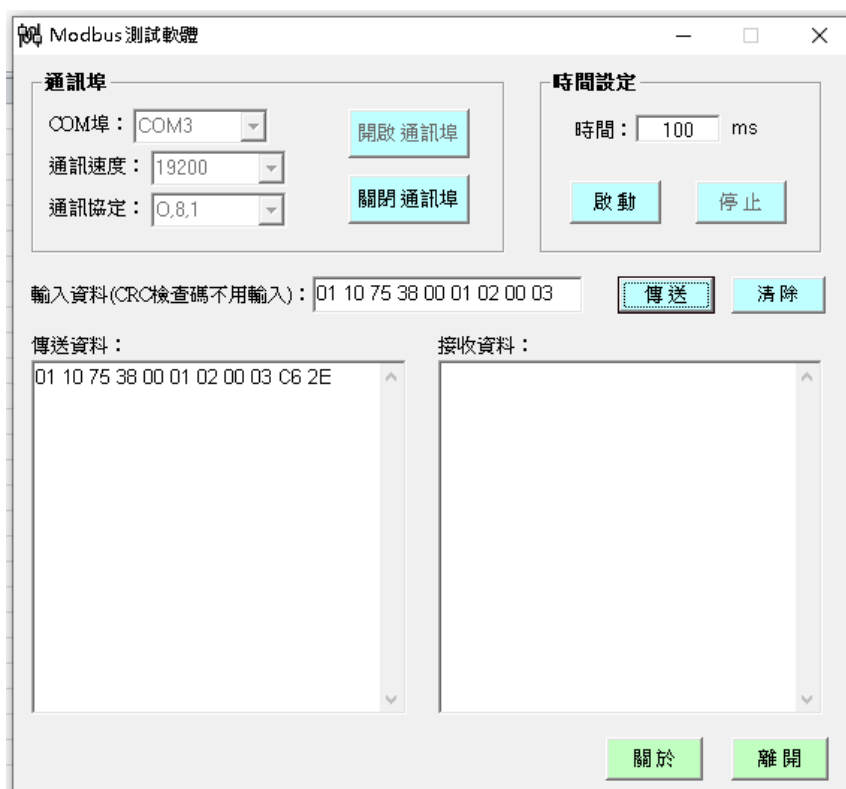 Modbus測試軟體
通訊埠
COM埠：COM3
開啟通訊埠
通訊速度：19200
通訊協定：O,8,1
關閉通訊埠
時間設定
時間：100 ms
啟動 停止
輸入資料(CRC檢查碼不用輸入)：01 10 75 38 00 01 02 00 03 傳送 清除
傳送資料：
01 10 75 38 00 01 02 00 03 C6 2E
接收資料：
關於 離開